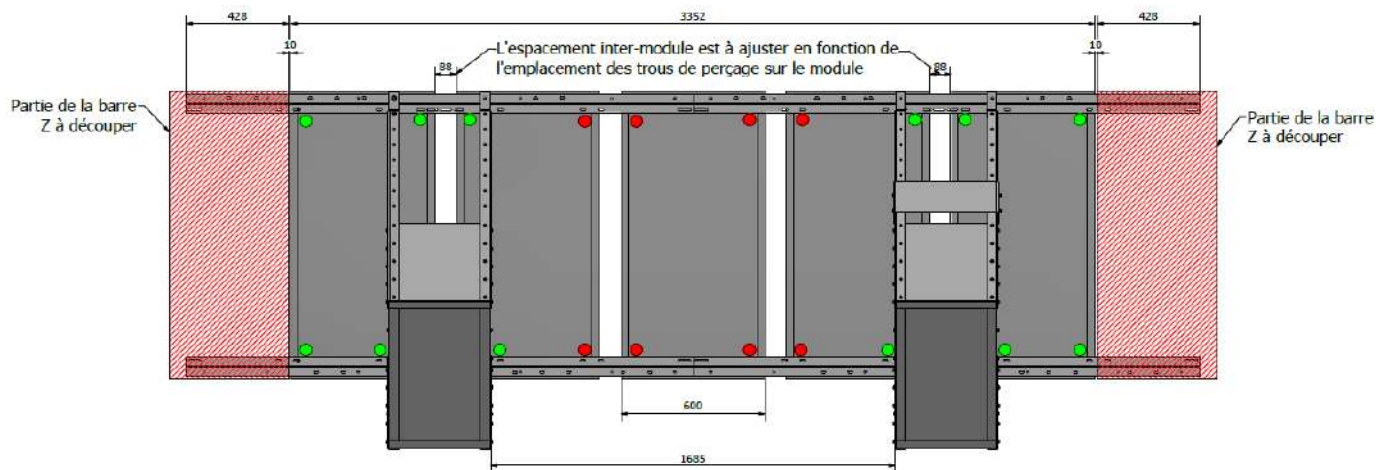 428
3352
428
10
10
L'espacement inter-module est à ajuster en fonction de
l'emplacement des trous de perçage sur le module
88
88
Partie de la barre
Z à découper
Partie de la barre
Z à découper
600
1685